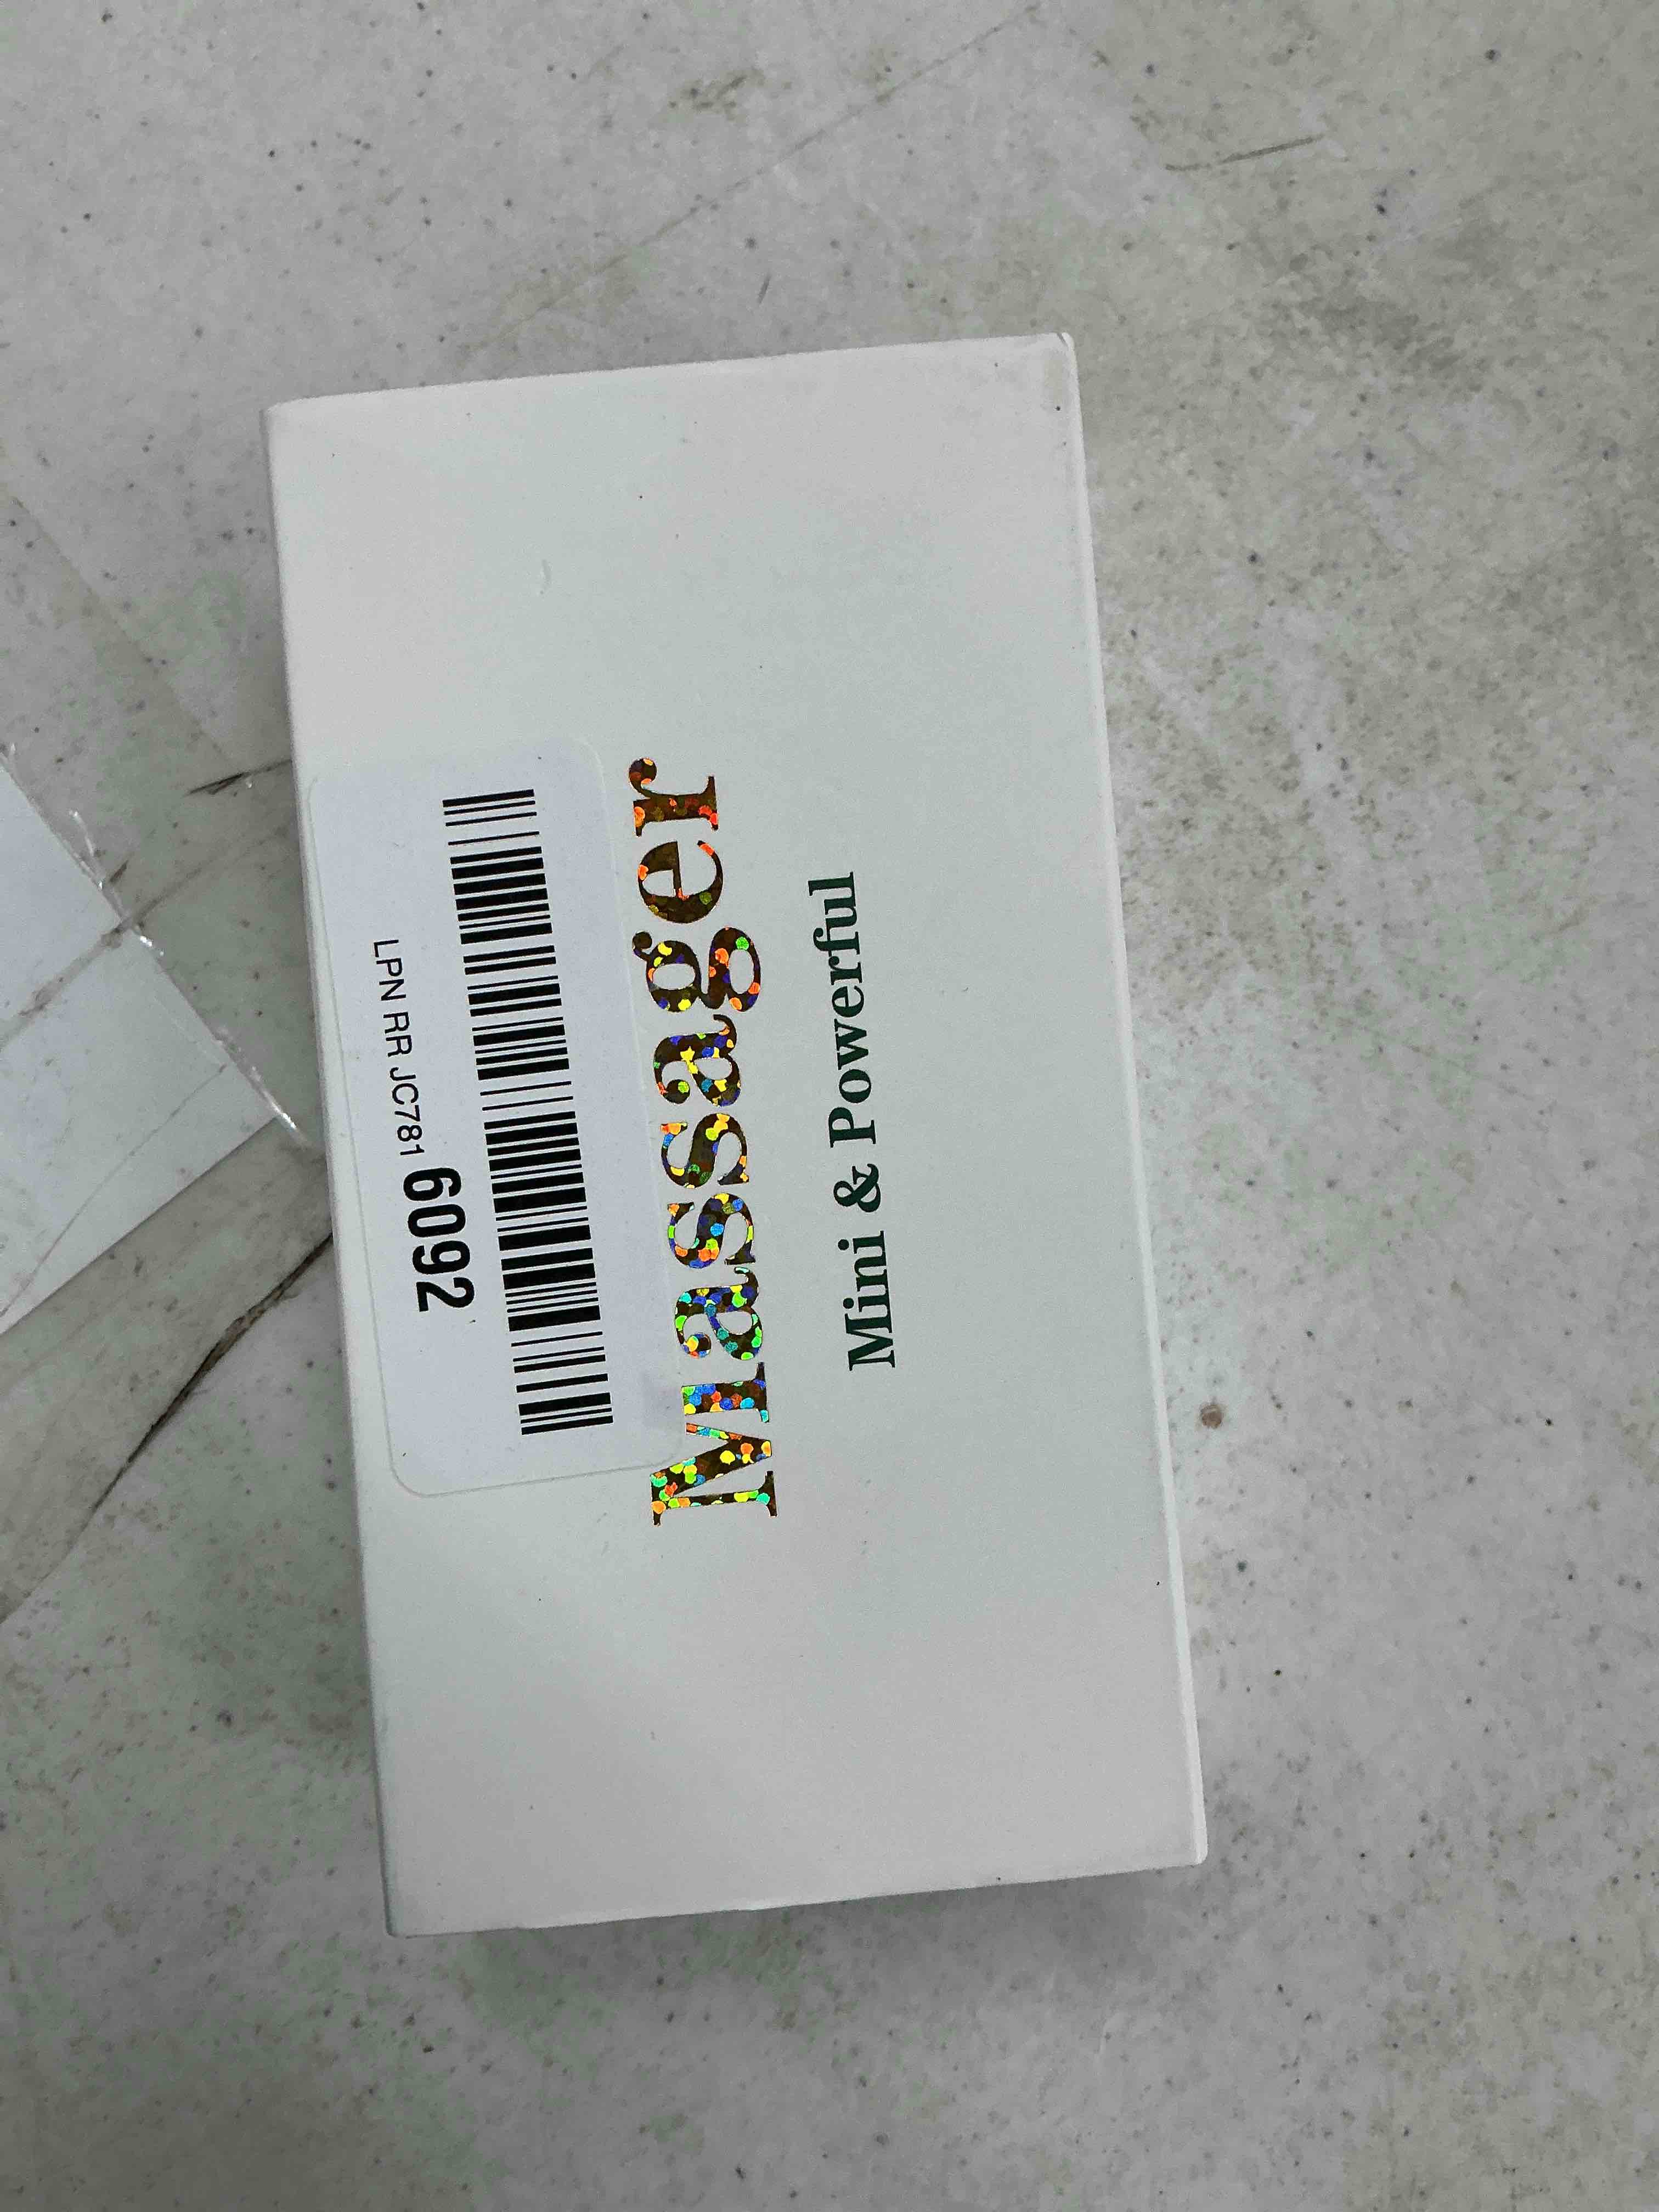 LPN RR JC781 6092
Massager
Mini & Powerful